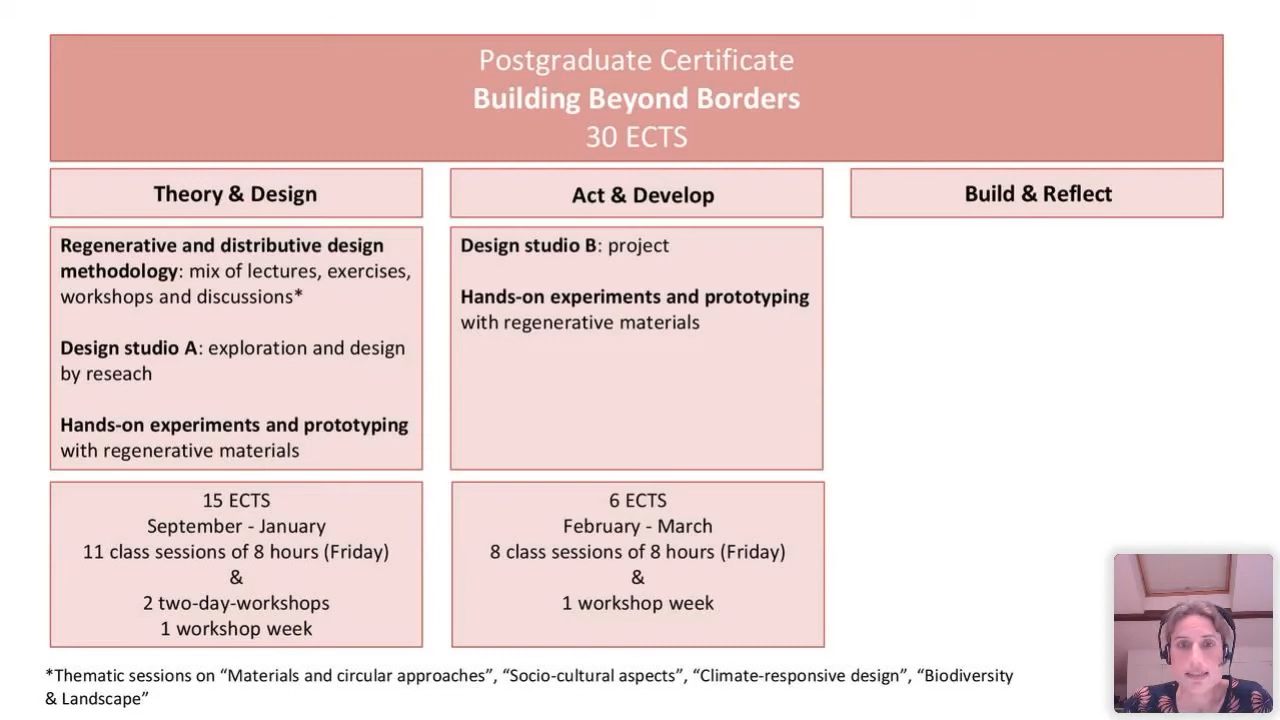 Postgraduate Certificate
Building Beyond Borders
30 ECTS
Theory & Design
Regenerative and distributive design
methodology: mix of lectures, exercises,
workshops and discussions*
Design studio A: exploration and design
by reseach
Hands-on experiments and prototyping
with regenerative materials
15 ECTS
September - January
11 class sessions of 8 hours (Friday)
&
2 two-day-workshops
1 workshop week
Act & Develop
Design studio B: project
Hands-on experiments and prototyping
with regenerative materials
6 ECTS
February - March
8 class sessions of 8 hours (Friday)
&
1 workshop week
Build & Reflect
*Thematic sessions on “Materials and circular approaches”, “Socio-cultural aspects”, “Climate-responsive design”, “Biodiversity
& Landscape”